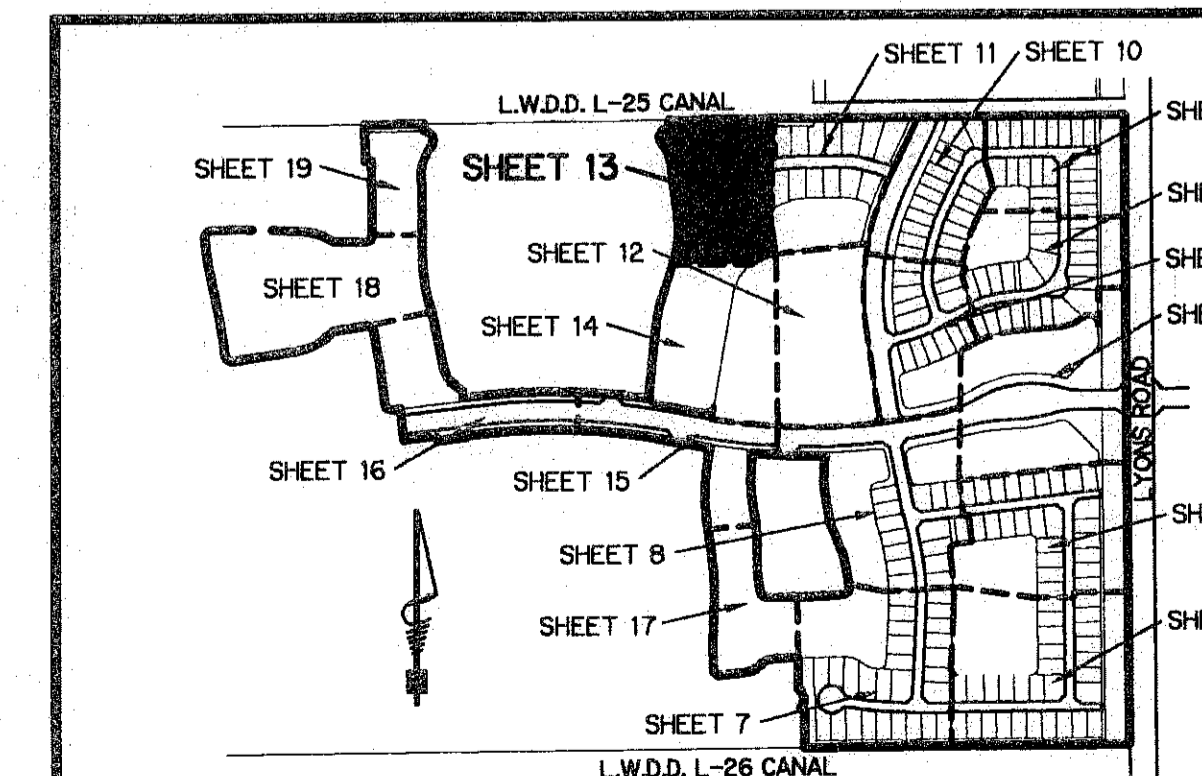 SHEET 11
SHEET 10
L.W.D.D. L-25 CANAL
SHEET 19
SHEET 13
SHEET 12
SHEET 18
SHEET 14
LYONS ROAD
SHEET 16
SHEET 15
SHEET 8
SHEET 17
SHEET 7
L.W.D.D. L-26 CANAL